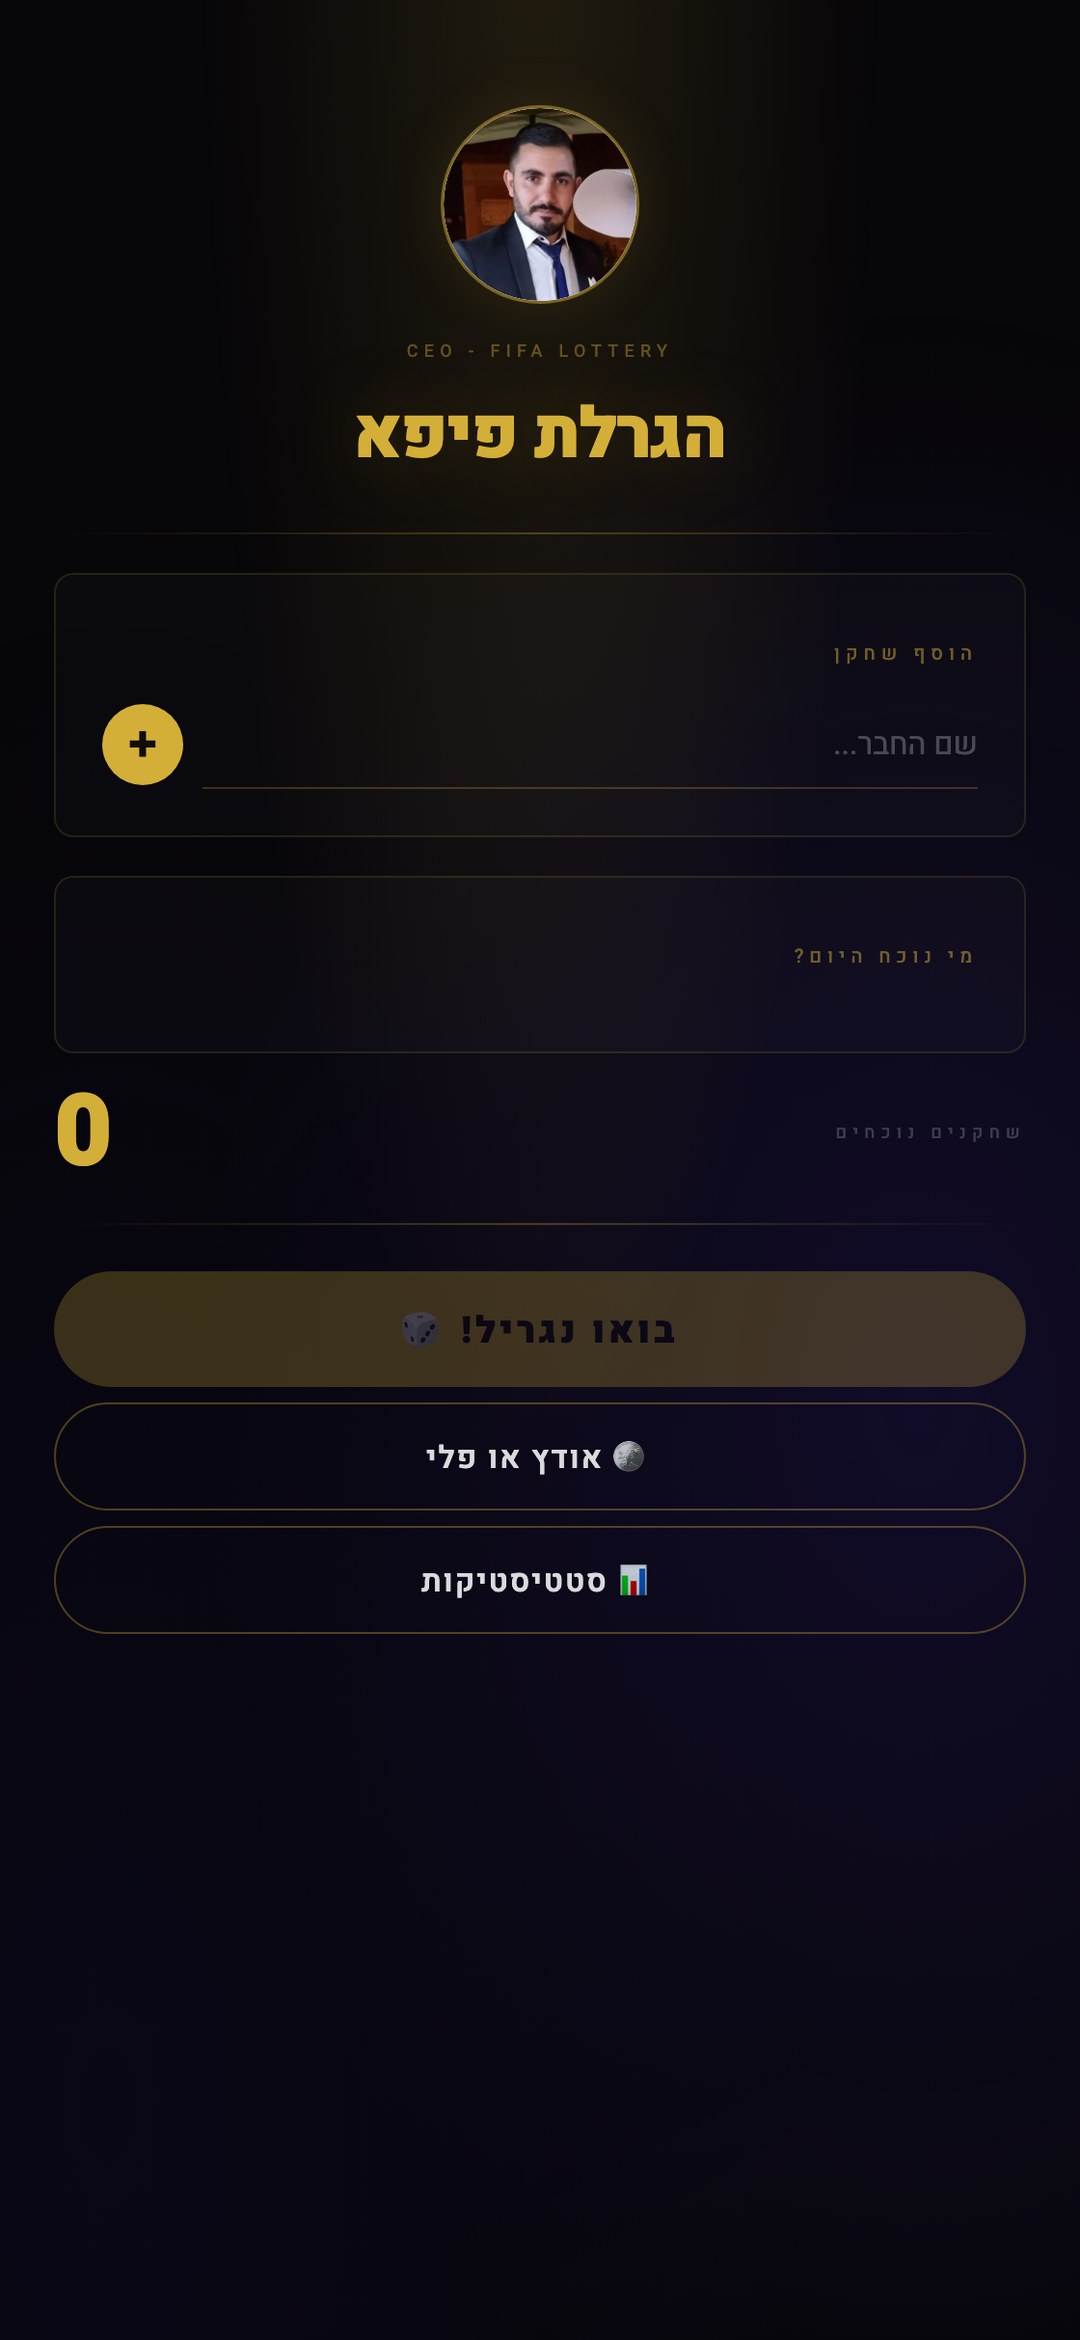 CEO - FIFA LOTTERY
הגרלת פיפא
הוסף שחקן
שם החבר...
+
מי נוכח היום?
שחקנים נוכחים
0
בואו נגריל! 🎲
🪙 אודץ או פלי
📊 סטטיסטיקות